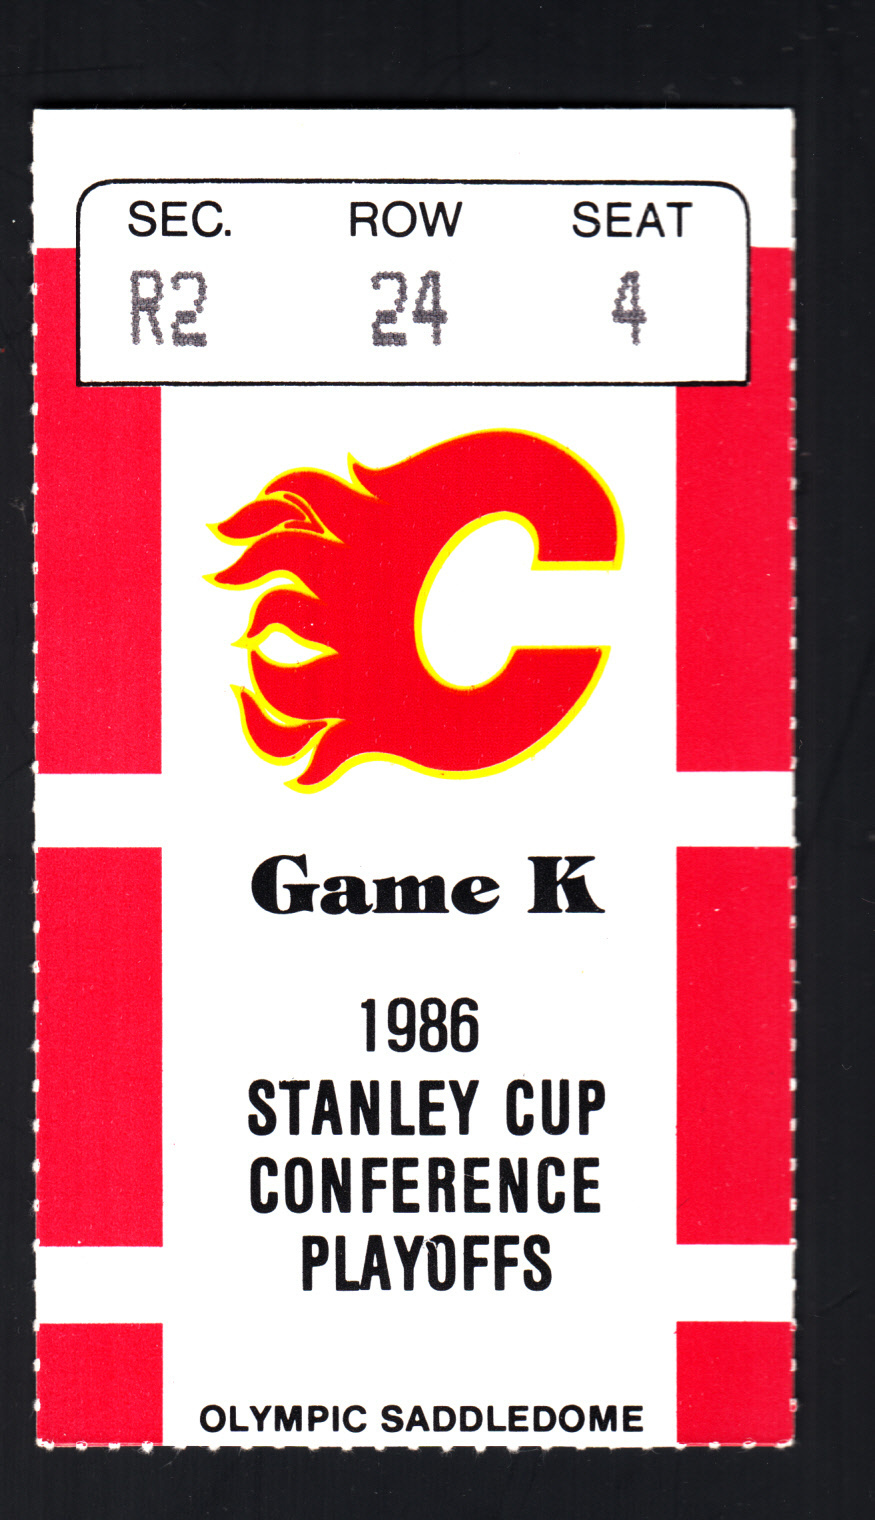 SEC. ROW SEAT
R2 24 4
Game K
1986
STANLEY CUP
CONFERENCE
PLAYOFFS
OLYMPIC SADDLEDOME